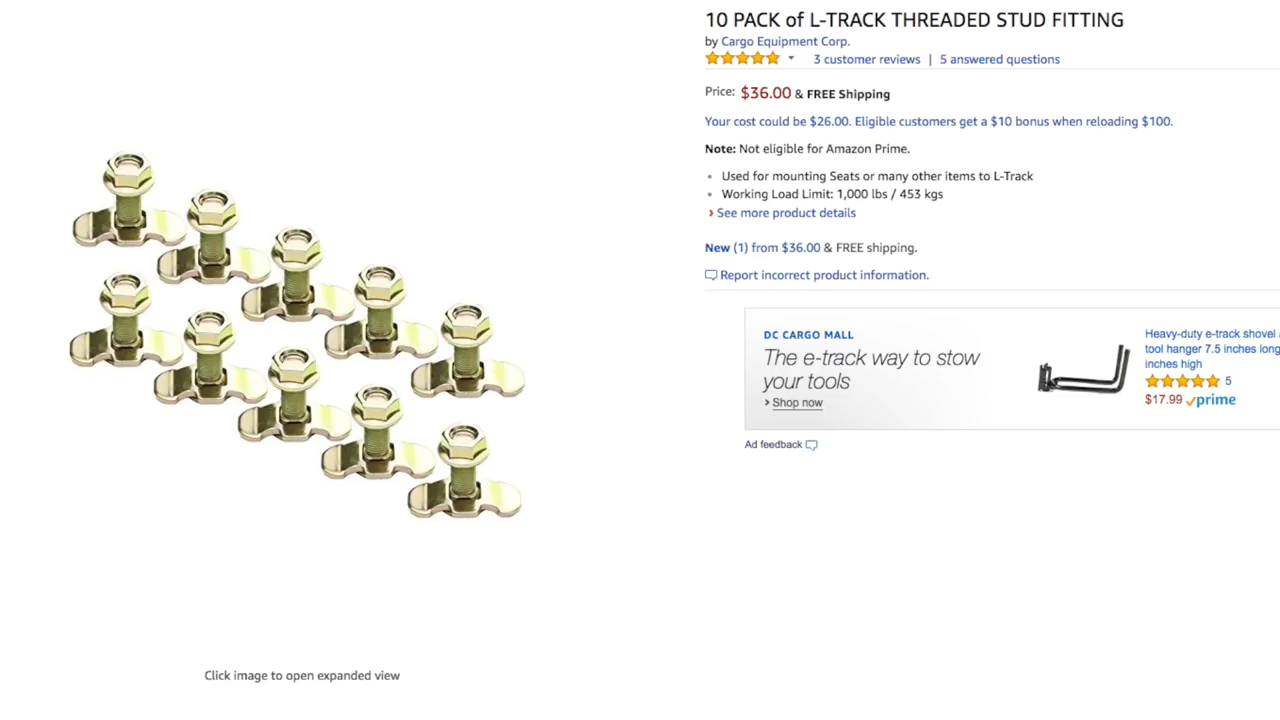 10 PACK of L-TRACK THREADED STUD FITTING
by Cargo Equipment Corp.
3 customer reviews | 5 answered questions
Price: $36.00 & FREE Shipping
Your cost could be $26.00. Eligible customers get a $10 bonus when reloading $100.
Note: Not eligible for Amazon Prime.
• Used for mounting Seats or many other items to L-Track
• Working Load Limit: 1,000 lbs / 453 kgs
› See more product details
New (1) from $36.00 & FREE shipping.
Report incorrect product information.
DC CARGO MALL
The e-track way to stow
your tools
› Shop now
Heavy-duty e-track shovel
tool hanger 7.5 inches long
inches high
5
$17.99 prime
Ad feedback
Click image to open expanded view